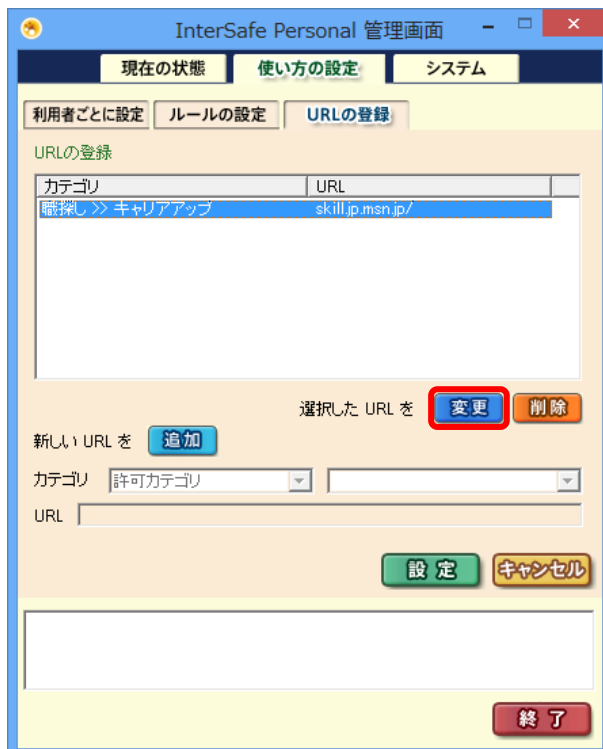 InterSafe Personal 管理画面
現在の状態 使い方の設定 システム
利用者ごとに設定 ルールの設定 URLの登録
URLの登録
カテゴリ URL
職探し >> キャリアアップ skill.jp.msn.jp/
選択した URL を 変更 削除
新しい URL を 追加
カテゴリ 許可カテゴリ
URL
設定 キャンセル
終了